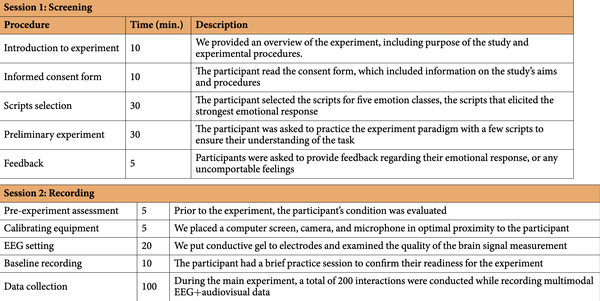 Session 1: Screening
Procedure Time (min.) Description
Introduction to experiment 10 We provided an overview of the experiment, including purpose of the study and
experimental procedures.
Informed consent form 10 The participant read the consent form, which included information on the study's aims
and procedures
Scripts selection 30 The participant selected the scripts for five emotion classes, the scripts that elicited the
strongest emotional response
Preliminary experiment 30 The participant was asked to practice the experiment paradigm with a few scripts to
ensure their understanding of the task
Feedback 5 Participants were asked to provide feedback regarding their emotional response, or any
uncomportable feelings
Session 2: Recording
Pre-experiment assessment 5 Prior to the experiment, the participant's condition was evaluated
Calibrating equipment 5 We placed a computer screen, camera, and microphone in optimal proximity to the participant
EEG setting 20 We put conductive gel to electrodes and examined the quality of the brain signal measurement
Baseline recording 10 The participant had a brief practice session to confirm their readiness for the experiment
Data collection 100 During the main experiment, a total of 200 interactions were conducted while recording multimodal
EEG+audiovisual data